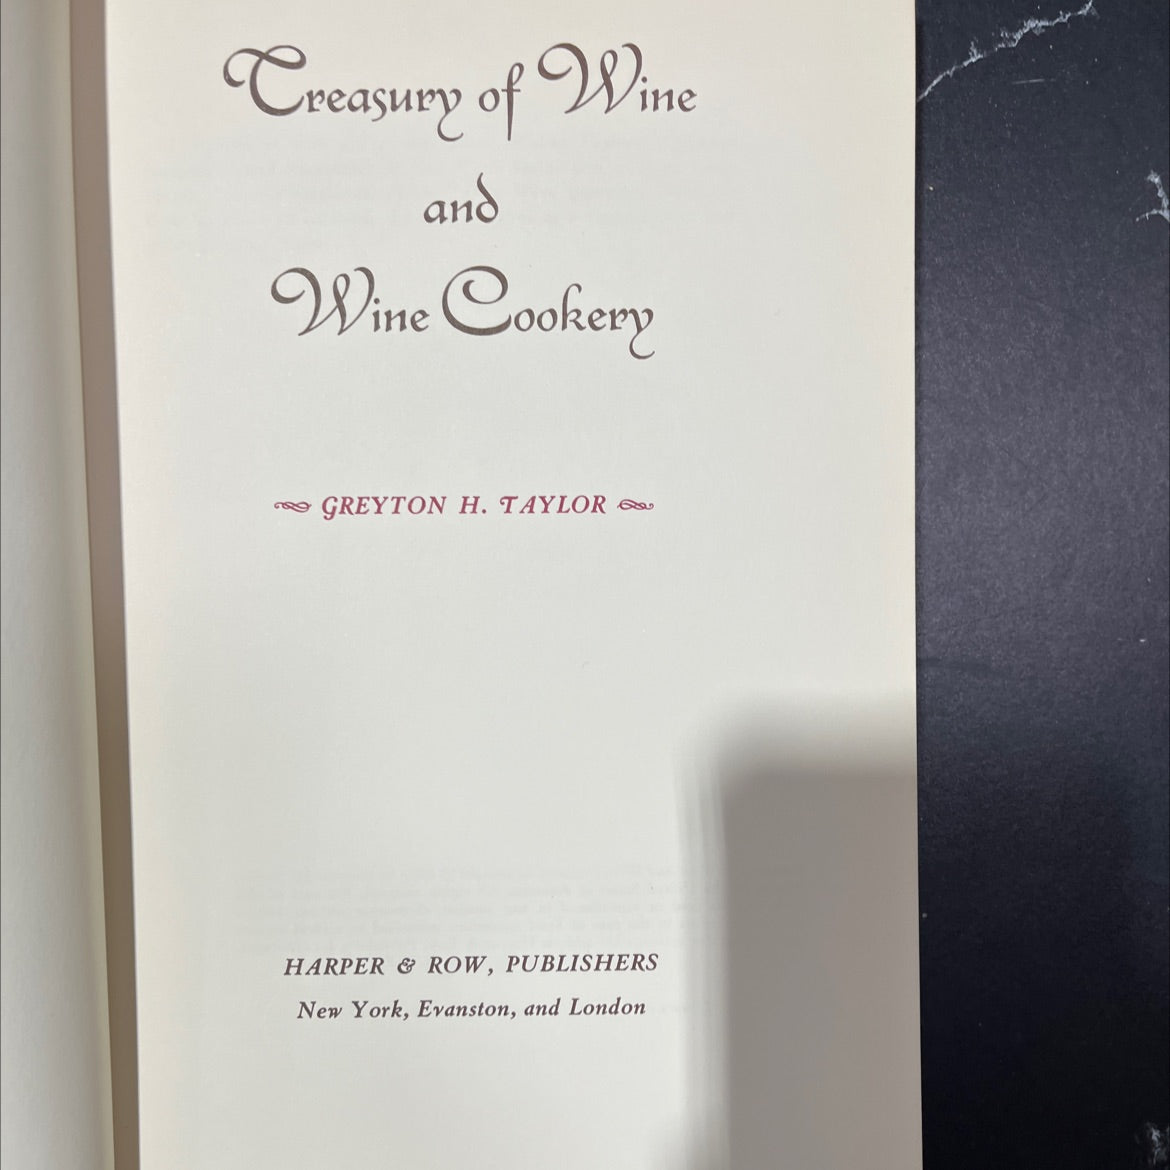 Treasury of Wine
and
Wine Cookery
GREYTON H. TAYLOR
HARPER & ROW, PUBLISHERS
New York, Evanston, and London